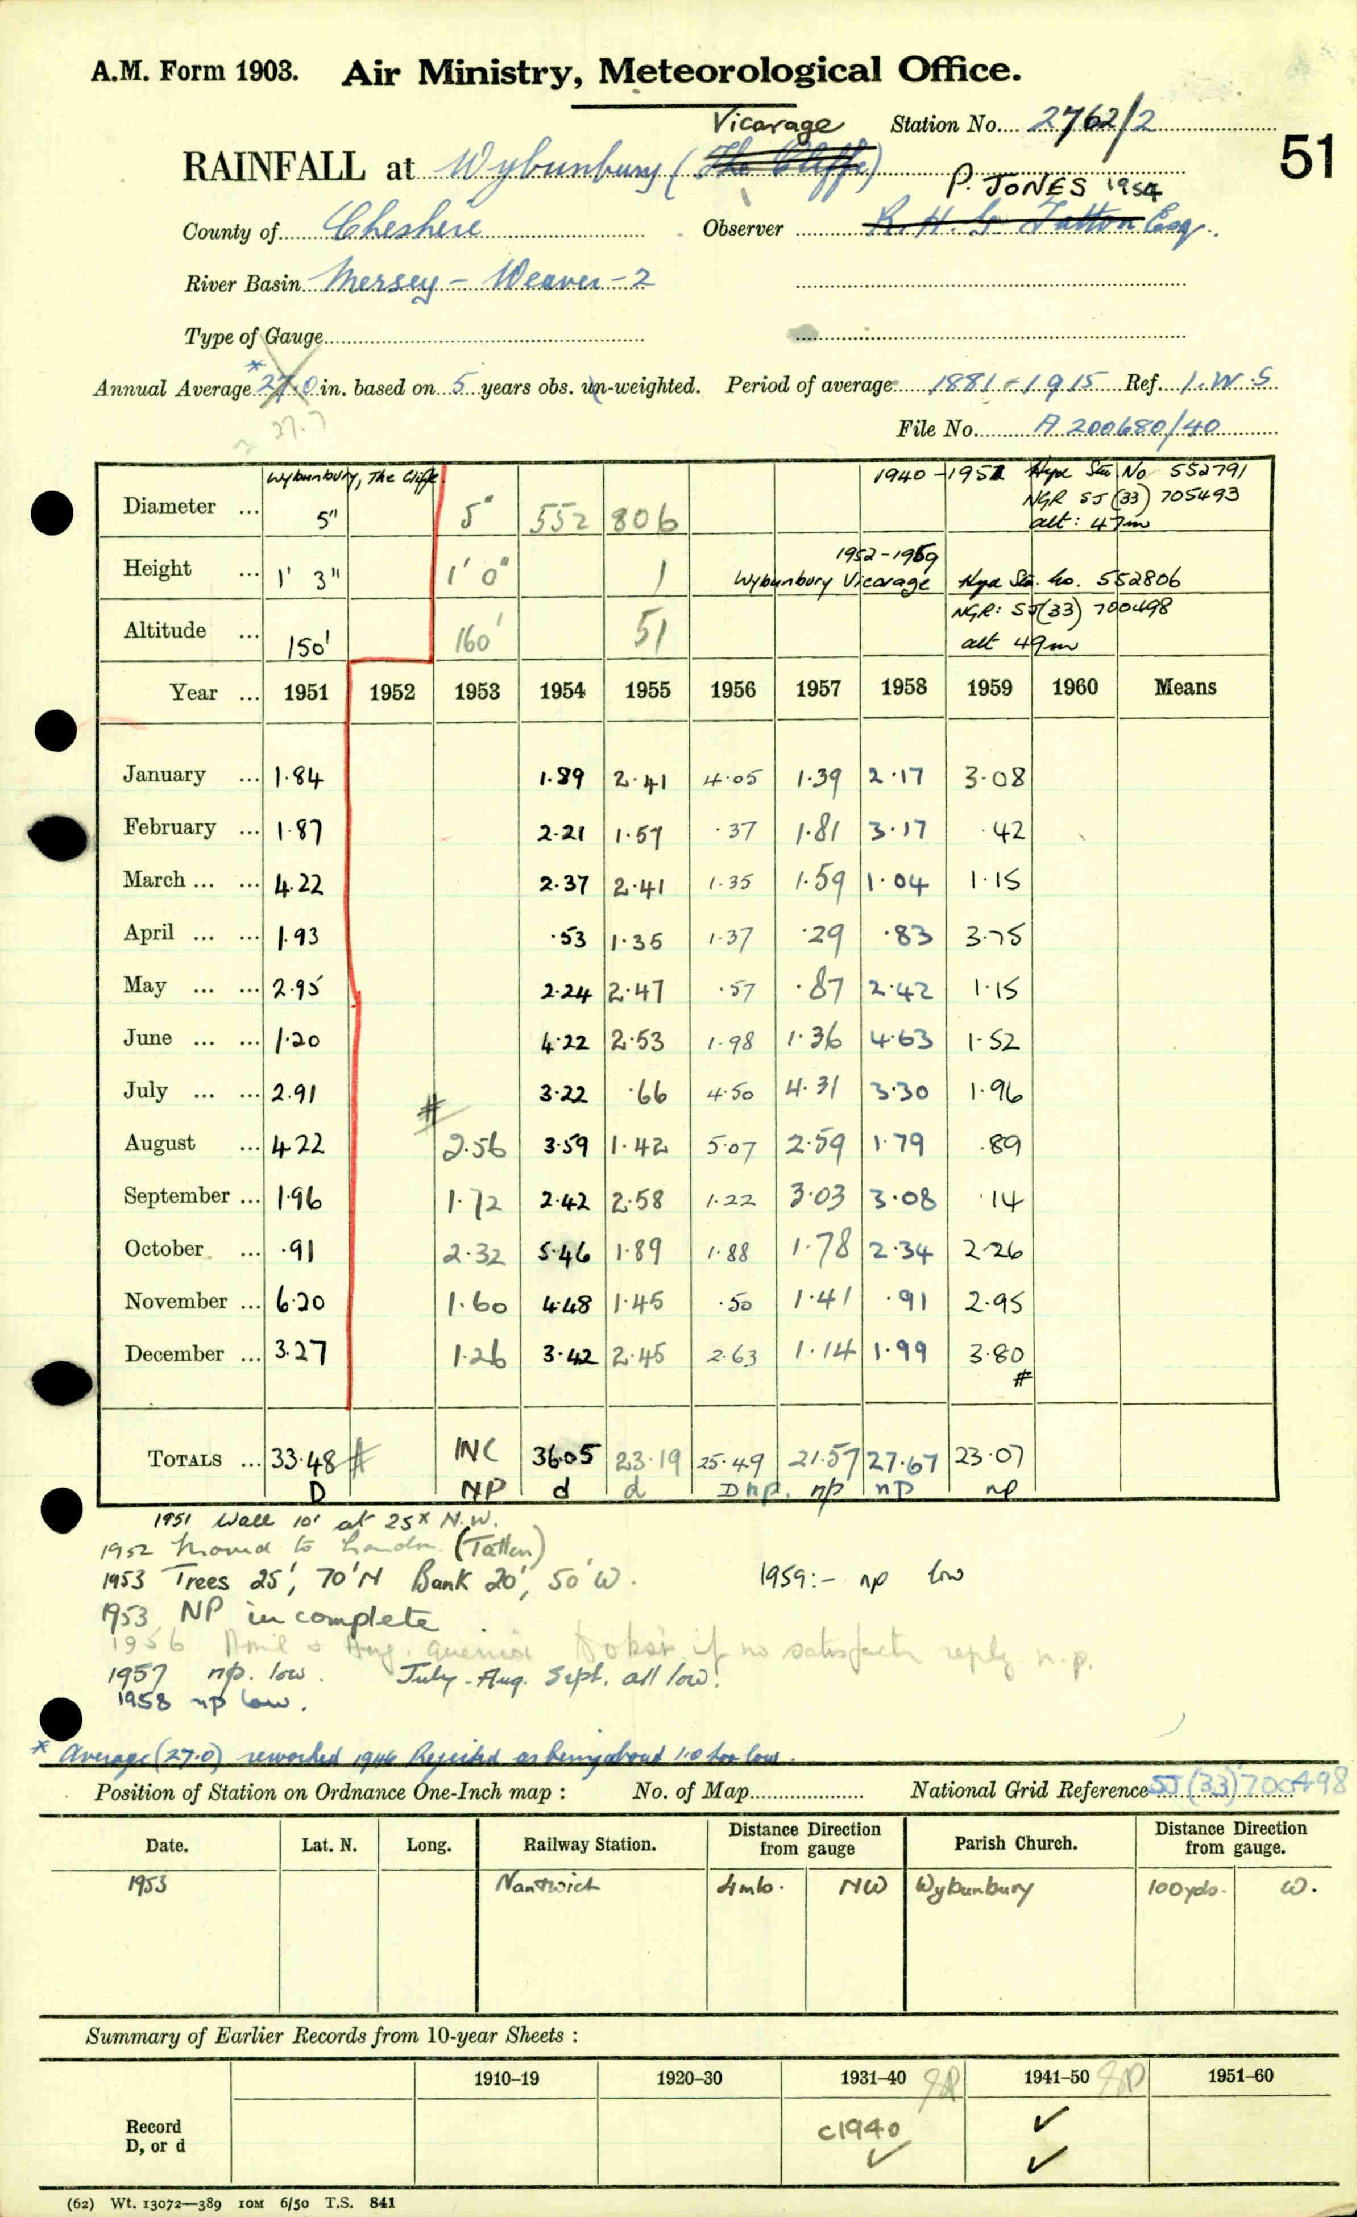 A.M. Form 1903. Air Ministry, Meteorological Office.
Vicarage Station No. 2762/2
51
RAINFALL at Wybunbury (The Cliffe)
P. JONES 1954
County of Cheshire Observer R. H. G. Tatton Esq.
River Basin Mersey - Weaver - 2
Type of Gauge
Annual Average *27.0 in. based on 5 years obs. un-weighted. Period of average 1881-1915 Ref. I.W.S
27.7
File No. A 200680/40
Wybunbury, The Cliffe. 1940-1951 Hyd Stn. No 552791
Diameter ... 5" 5" 552 806 NGR SJ (33) 705493
alt: 47m
1952-1959
Height ... 1' 3" 1' 0" 1 Wybunbury Vicarage Hyd Stn. No. 552806
NGR: SJ (33) 700498
Altitude ... 150' 160' 51 alt 49m
Year ... 1951 1952 1953 1954 1955 1956 1957 1958 1959 1960 Means
January ... 1.84 1.89 2.41 4.05 1.39 2.17 3.08
February ... 1.87 2.21 1.57 .37 1.81 3.17 .42
March ... ... 4.22 2.37 2.41 1.35 1.59 1.04 1.15
April ... ... 1.93 .53 1.35 1.37 .29 .83 3.75
May ... ... 2.95 2.24 2.47 .57 .87 2.42 1.15
June ... ... 1.20 4.22 2.53 1.98 1.36 4.63 1.52
July ... ... 2.91 3.22 .66 4.50 4.31 3.30 1.96
#
August ... 4.22 2.56 3.59 1.42 5.07 2.59 1.79 .89
September ... 1.96 1.72 2.42 2.58 1.22 3.03 3.08 .14
October ... .91 2.32 5.46 1.89 1.88 1.78 2.34 2.26
November ... 6.20 1.60 4.48 1.45 .50 1.41 .91 2.95
December ... 3.27 1.26 3.42 2.45 2.63 1.14 1.99 3.80
#
TOTALS ... 33.48 # INC 36.05 23.19 25.49 21.57 27.67 23.07
D NP d d D np. np np np
1951 Wall 10' at 25x N.W.
1952 Moved to London (Tatton)
1953 Trees 25', 70' N Bank 20', 50' W. 1959:- np low
1953 NP incomplete
1956 April & Aug. queried if no satisfactory reply n.p.
1957 np. low. July - Aug. Sept. all low!
1958 np low.
* Average (27.0) reworked 1946 Rejected as being about 1.0 too low.
Position of Station on Ordnance One-Inch map : No. of Map National Grid Reference SJ (33) 700498
Date. Lat. N. Long. Railway Station. Distance Direction from gauge Parish Church. Distance Direction from gauge.
1953 Nantwich 4 mls. NW Wybunbury 100 yds. W.
Summary of Earlier Records from 10-year Sheets :
1910–19 1920–30 1931–40 1941–50 1951–60
Record c1940 ✓
D, or d ✓ ✓
(62) Wt. 13072—389 10M 6/50 T.S. 841